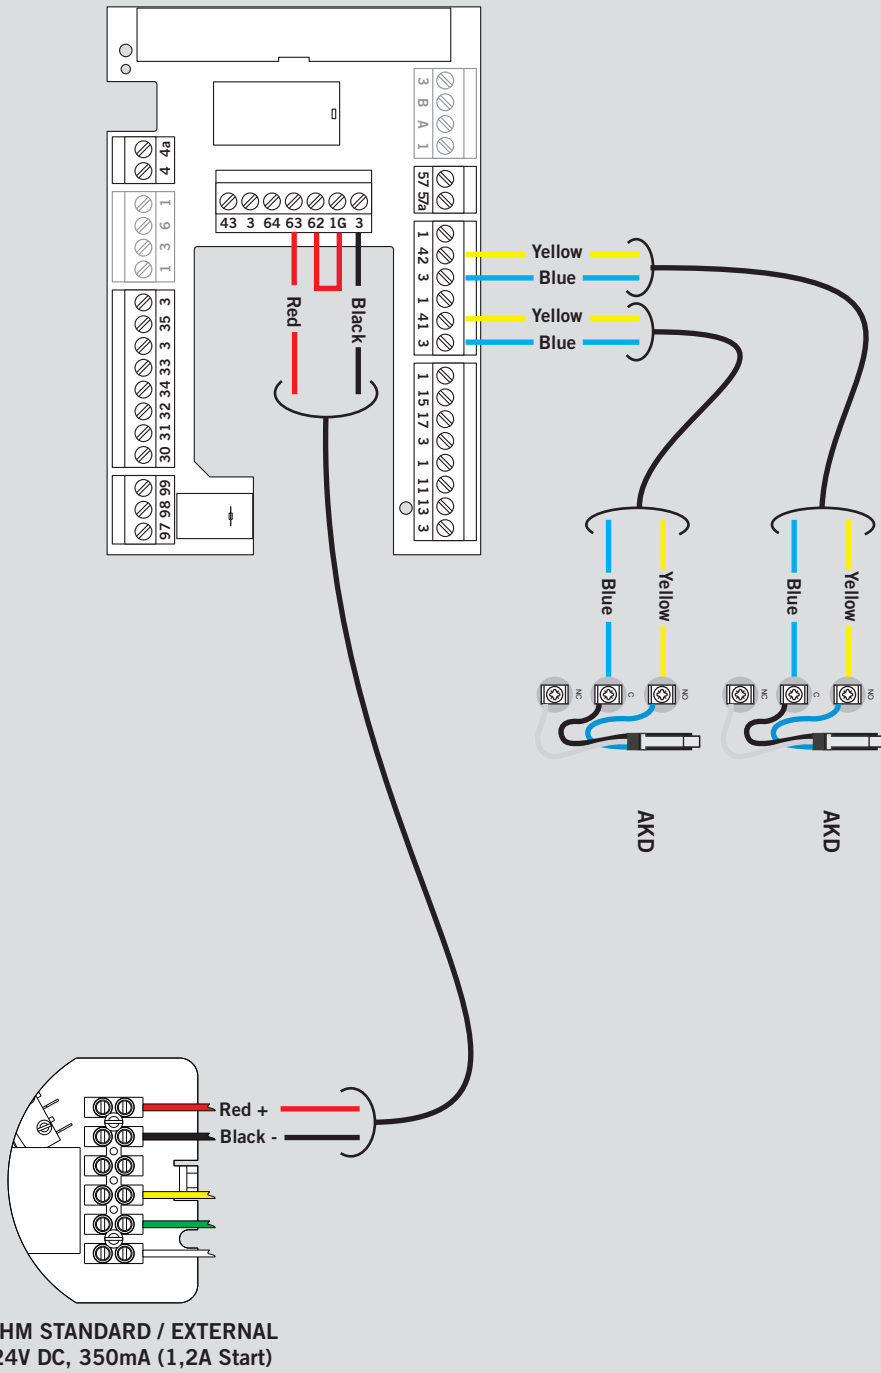 3
B
A
1
4a
4
57
57a
1
6
3
1
43 3 64 63 62 1G 3
1
42
3
1
41
3
Yellow
Blue
Yellow
Blue
3
35
3
33
34
32
31
30
Red
Black
1
15
17
3
1
11
13
3
99
98
97
Blue
Yellow
Blue
Yellow
NC
C
NO
NC
C
NO
AKD
AKD
Red +
Black -
HM STANDARD / EXTERNAL
24V DC, 350mA (1,2A Start)